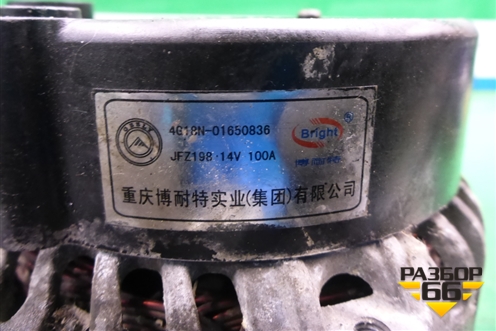 4G18N-01650836
Bright
JFZ198 14V 100A
重庆博耐特实业(集团)有限公司
РАЗБОР
66